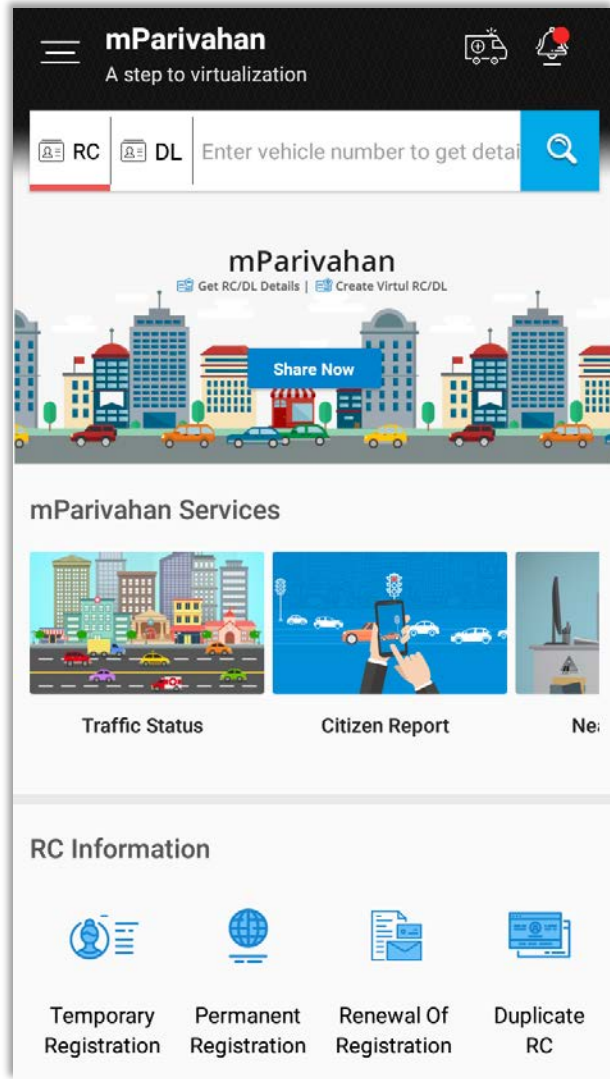 mParivahan
A step to virtualization
RC DL Enter vehicle number to get detai
mParivahan
Get RC/DL Details | Create Virtul RC/DL
Share Now
mParivahan Services
Traffic Status Citizen Report Nea
RC Information
Temporary Registration
Permanent Registration
Renewal Of Registration
Duplicate RC